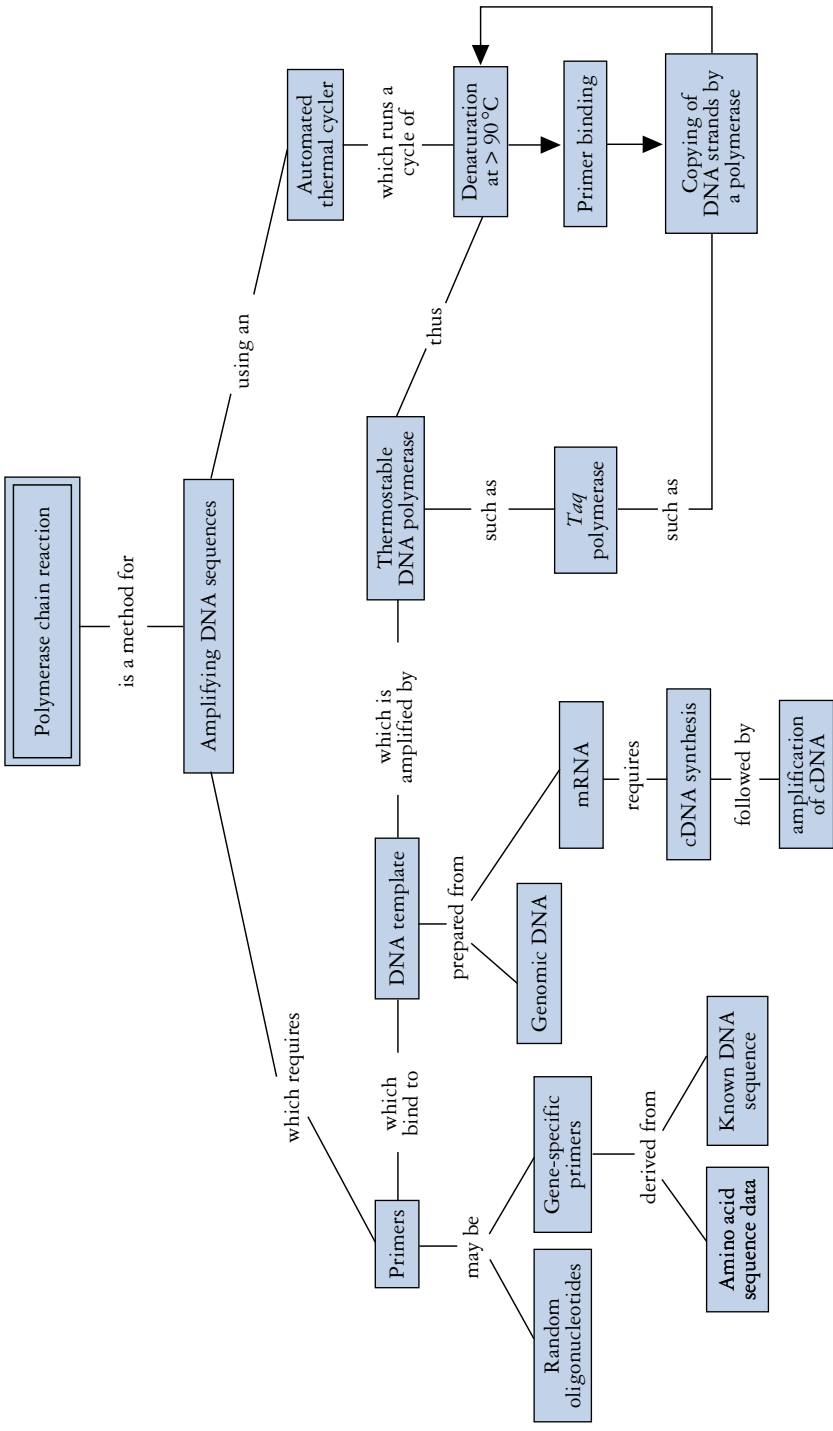 Polymerase chain reaction
is a method for
Amplifying DNA sequences
which requires
using an
Primers
which
bind to
DNA template
which is
amplified by
Thermostable
DNA polymerase
thus
Automated
thermal cycler
which runs a
cycle of
Denaturation
at > 90 °C
Primer binding
Copying of
DNA strands by
a polymerase
may be
Random
oligonucleotides
Gene-specific
primers
derived from
Amino acid
sequence data
Known DNA
sequence
prepared from
Genomic DNA
mRNA
requires
cDNA synthesis
followed by
amplification
of cDNA
such as
Taq
polymerase
such as